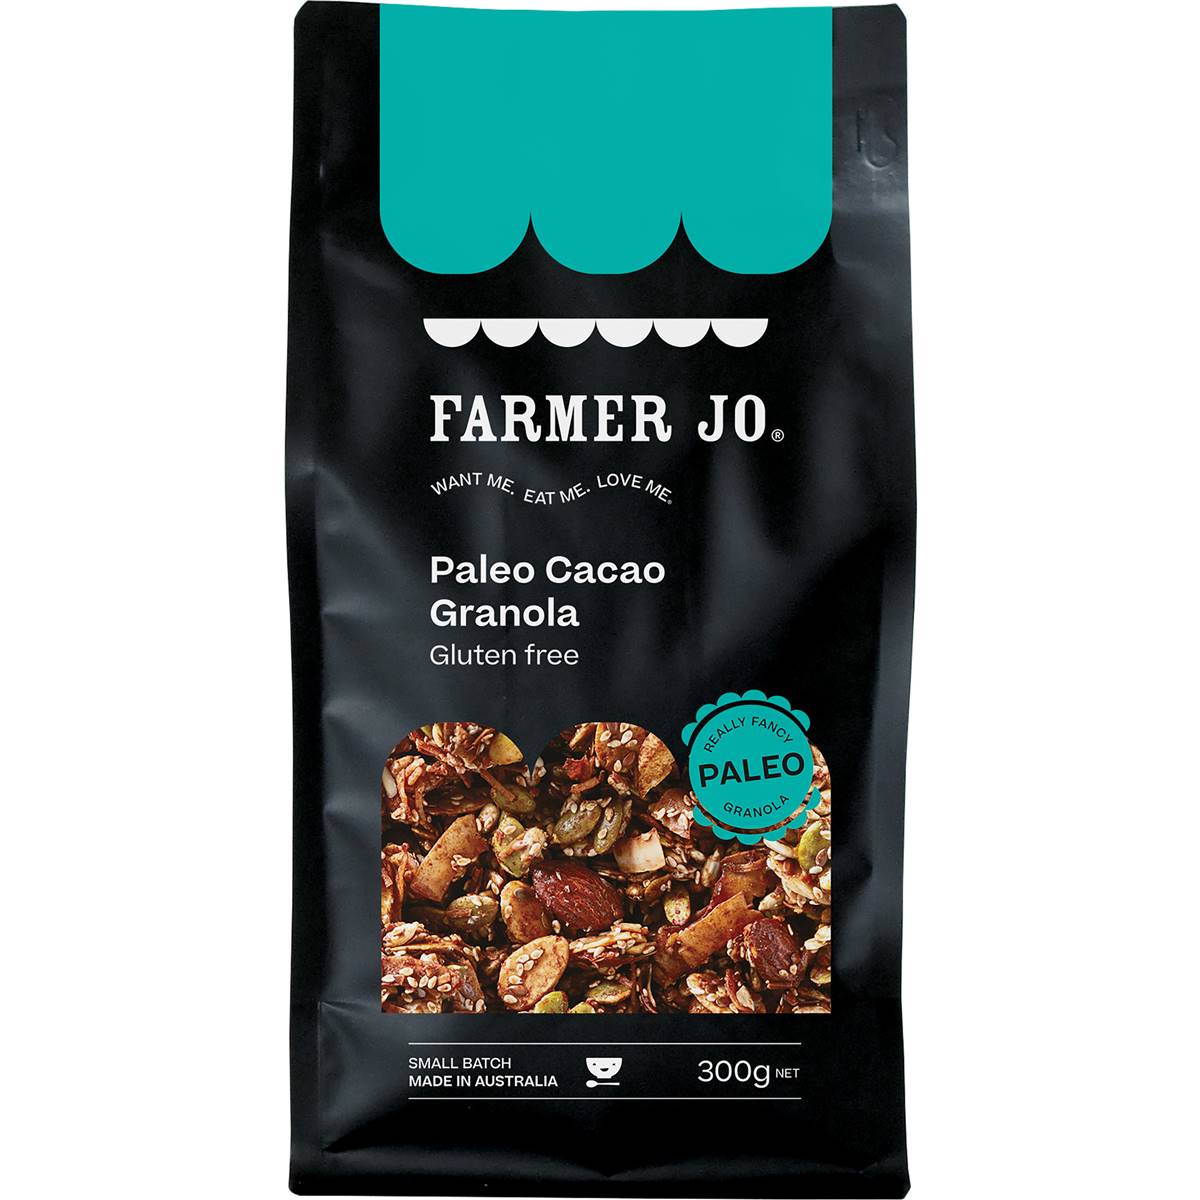 FARMER JO®
WANT ME. EAT ME. LOVE ME.®
Paleo Cacao
Granola
Gluten free
REALLY FANCY
PALEO
GRANOLA
SMALL BATCH
MADE IN AUSTRALIA
300g NET